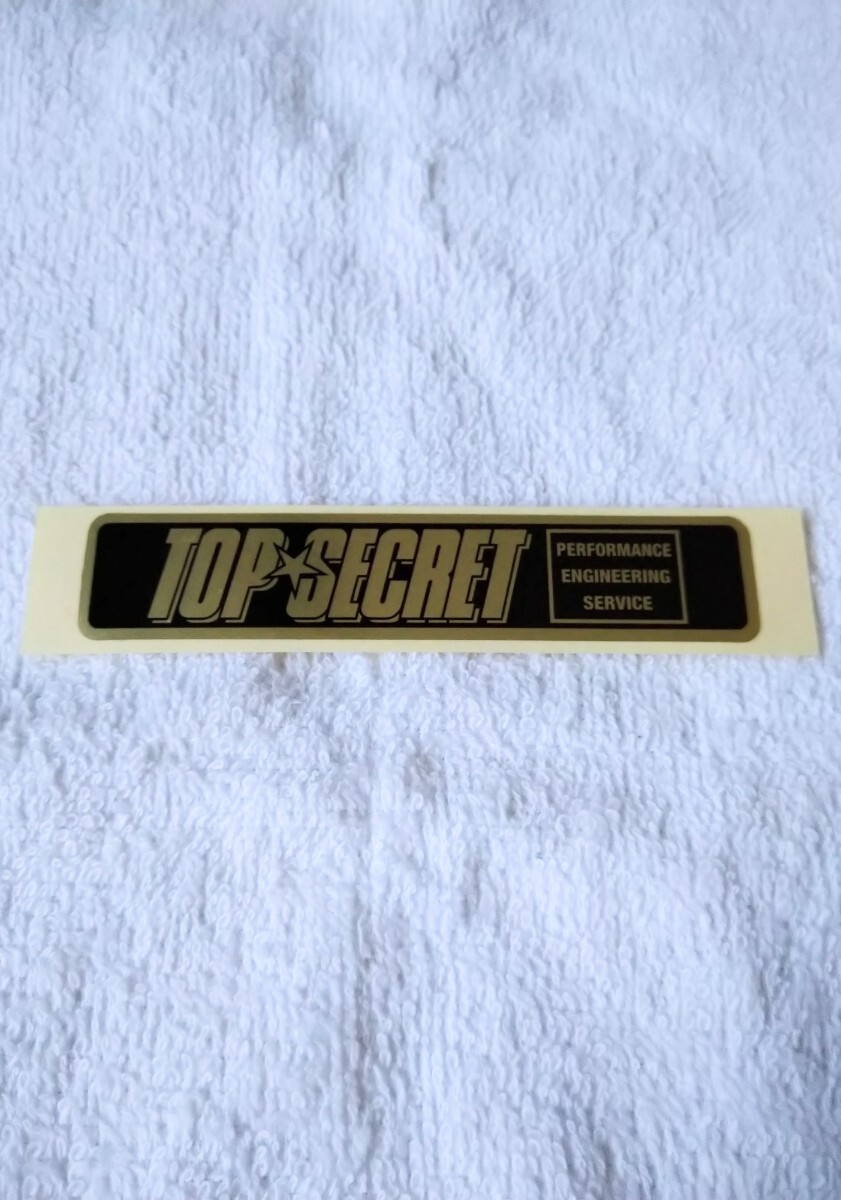 TOP★SECRET
PERFORMANCE
ENGINEERING
SERVICE